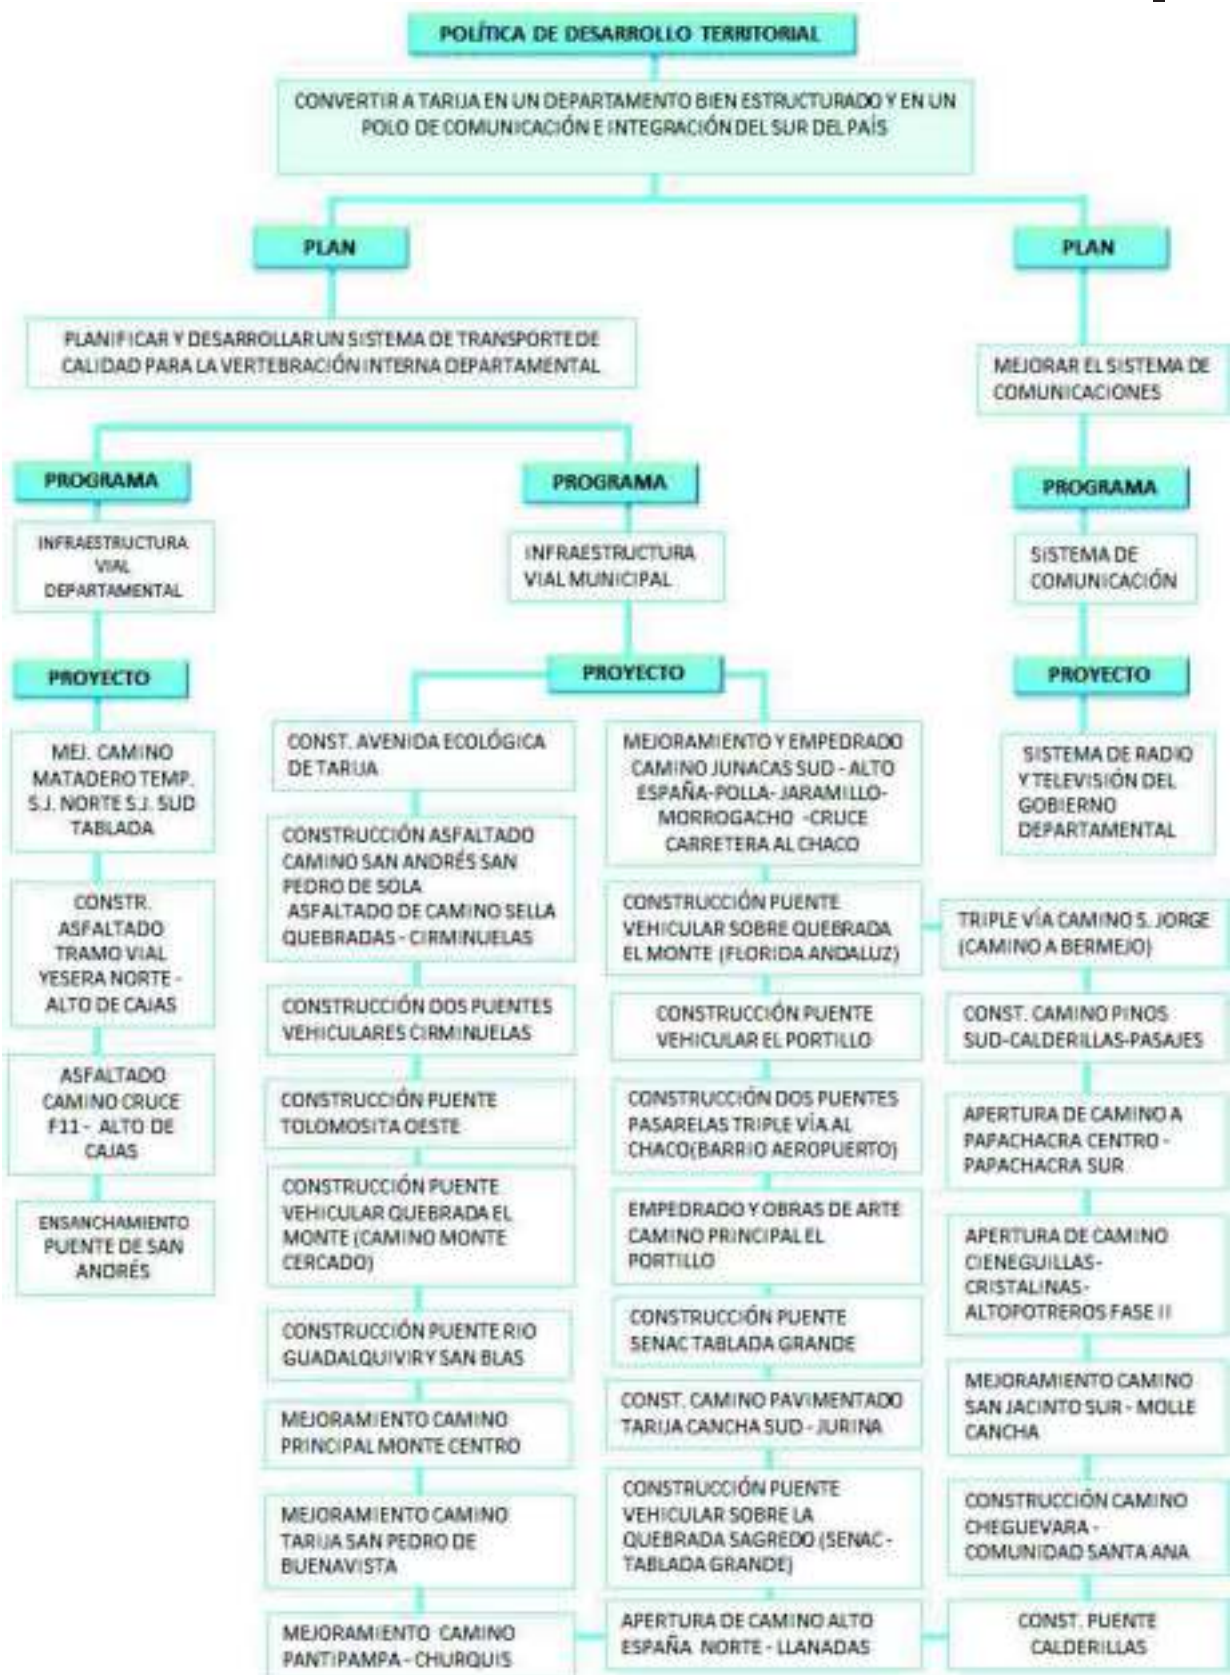 POLÍTICA DE DESARROLLO TERRITORIAL
CONVERTIR A TARIJA EN UN DEPARTAMENTO BIEN ESTRUCTURADO Y EN UN
POLO DE COMUNICACIÓN E INTEGRACIÓN DEL SUR DEL PAÍS
PLAN
PLANIFICAR Y DESARROLLAR UN SISTEMA DE TRANSPORTE DE
CALIDAD PARA LA VERTEBRACIÓN INTERNA DEPARTAMENTAL
PROGRAMA
INFRAESTRUCTURA
VIAL
DEPARTAMENTAL
PROYECTO
MEJ. CAMINO
MATADERO TEMP.
S.J. NORTE S.J. SUD
TABLADA
CONSTR.
ASFALTADO
TRAMO VIAL
YESERA NORTE -
ALTO DE CAJAS
ASFALTADO
CAMINO CRUCE
F11 - ALTO DE
CAJAS
ENSANCHAMIENTO
PUENTE DE SAN
ANDRÉS
PROGRAMA
INFRAESTRUCTURA
VIAL MUNICIPAL
PROYECTO
CONST. AVENIDA ECOLÓGICA
DE TARIJA
CONSTRUCCIÓN ASFALTADO
CAMINO SAN ANDRÉS SAN
PEDRO DE SOLA
ASFALTADO DE CAMINO SELLA
QUEBRADAS - CIRMINUELAS
CONSTRUCCIÓN DOS PUENTES
VEHICULARES CIRMINUELAS
CONSTRUCCIÓN PUENTE
TOLOMOSITA OESTE
CONSTRUCCIÓN PUENTE
VEHICULAR QUEBRADA EL
MONTE (CAMINO MONTE
CERCADO)
CONSTRUCCIÓN PUENTE RIO
GUADALQUIVIR Y SAN BLAS
MEJORAMIENTO CAMINO
PRINCIPAL MONTE CENTRO
MEJORAMIENTO CAMINO
TARIJA SAN PEDRO DE
BUENAVISTA
MEJORAMIENTO CAMINO
PANTIPAMPA - CHURQUIS
MEJORAMIENTO Y EMPEDRADO
CAMINO JUNACAS SUD - ALTO
ESPAÑA-POLLA- JARAMILLO-
MORROGACHO -CRUCE
CARRETERA AL CHACO
CONSTRUCCIÓN PUENTE
VEHICULAR SOBRE QUEBRADA
EL MONTE (FLORIDA ANDALUZ)
CONSTRUCCIÓN PUENTE
VEHICULAR EL PORTILLO
CONSTRUCCIÓN DOS PUENTES
PASARELAS TRIPLE VÍA AL
CHACO(BARRIO AEROPUERTO)
EMPEDRADO Y OBRAS DE ARTE
CAMINO PRINCIPAL EL
PORTILLO
CONSTRUCCIÓN PUENTE
SENAC TABLADA GRANDE
CONST. CAMINO PAVIMENTADO
TARIJA CANCHA SUD - JURINA
CONSTRUCCIÓN PUENTE
VEHICULAR SOBRE LA
QUEBRADA SAGREDO (SENAC -
TABLADA GRANDE)
APERTURA DE CAMINO ALTO
ESPAÑA NORTE - LLANADAS
TRIPLE VÍA CAMINO S. JORGE
(CAMINO A BERMEJO)
CONST. CAMINO PINOS
SUD-CALDERILLAS-PASAJES
APERTURA DE CAMINO A
PAPACHACRA CENTRO -
PAPACHACRA SUR
APERTURA DE CAMINO
CIENEGUILLAS-
CRISTALINAS-
ALTOPOTREROS FASE II
MEJORAMIENTO CAMINO
SAN JACINTO SUR - MOLLE
CANCHA
CONSTRUCCIÓN CAMINO
CHEGUEVARA -
COMUNIDAD SANTA ANA
CONST. PUENTE
CALDERILLAS
PLAN
MEJORAR EL SISTEMA DE
COMUNICACIONES
PROGRAMA
SISTEMA DE
COMUNICACIÓN
PROYECTO
SISTEMA DE RADIO
Y TELEVISIÓN DEL
GOBIERNO
DEPARTAMENTAL